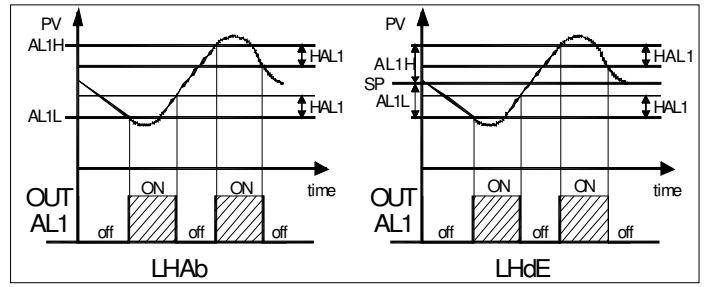 PV
AL1H
HAL1
AL1L
HAL1
time
OUT
AL1
off
ON
off
ON
off
LHAb
PV
AL1H
HAL1
SP
AL1L
HAL1
time
OUT
AL1
off
ON
off
ON
off
LHdE